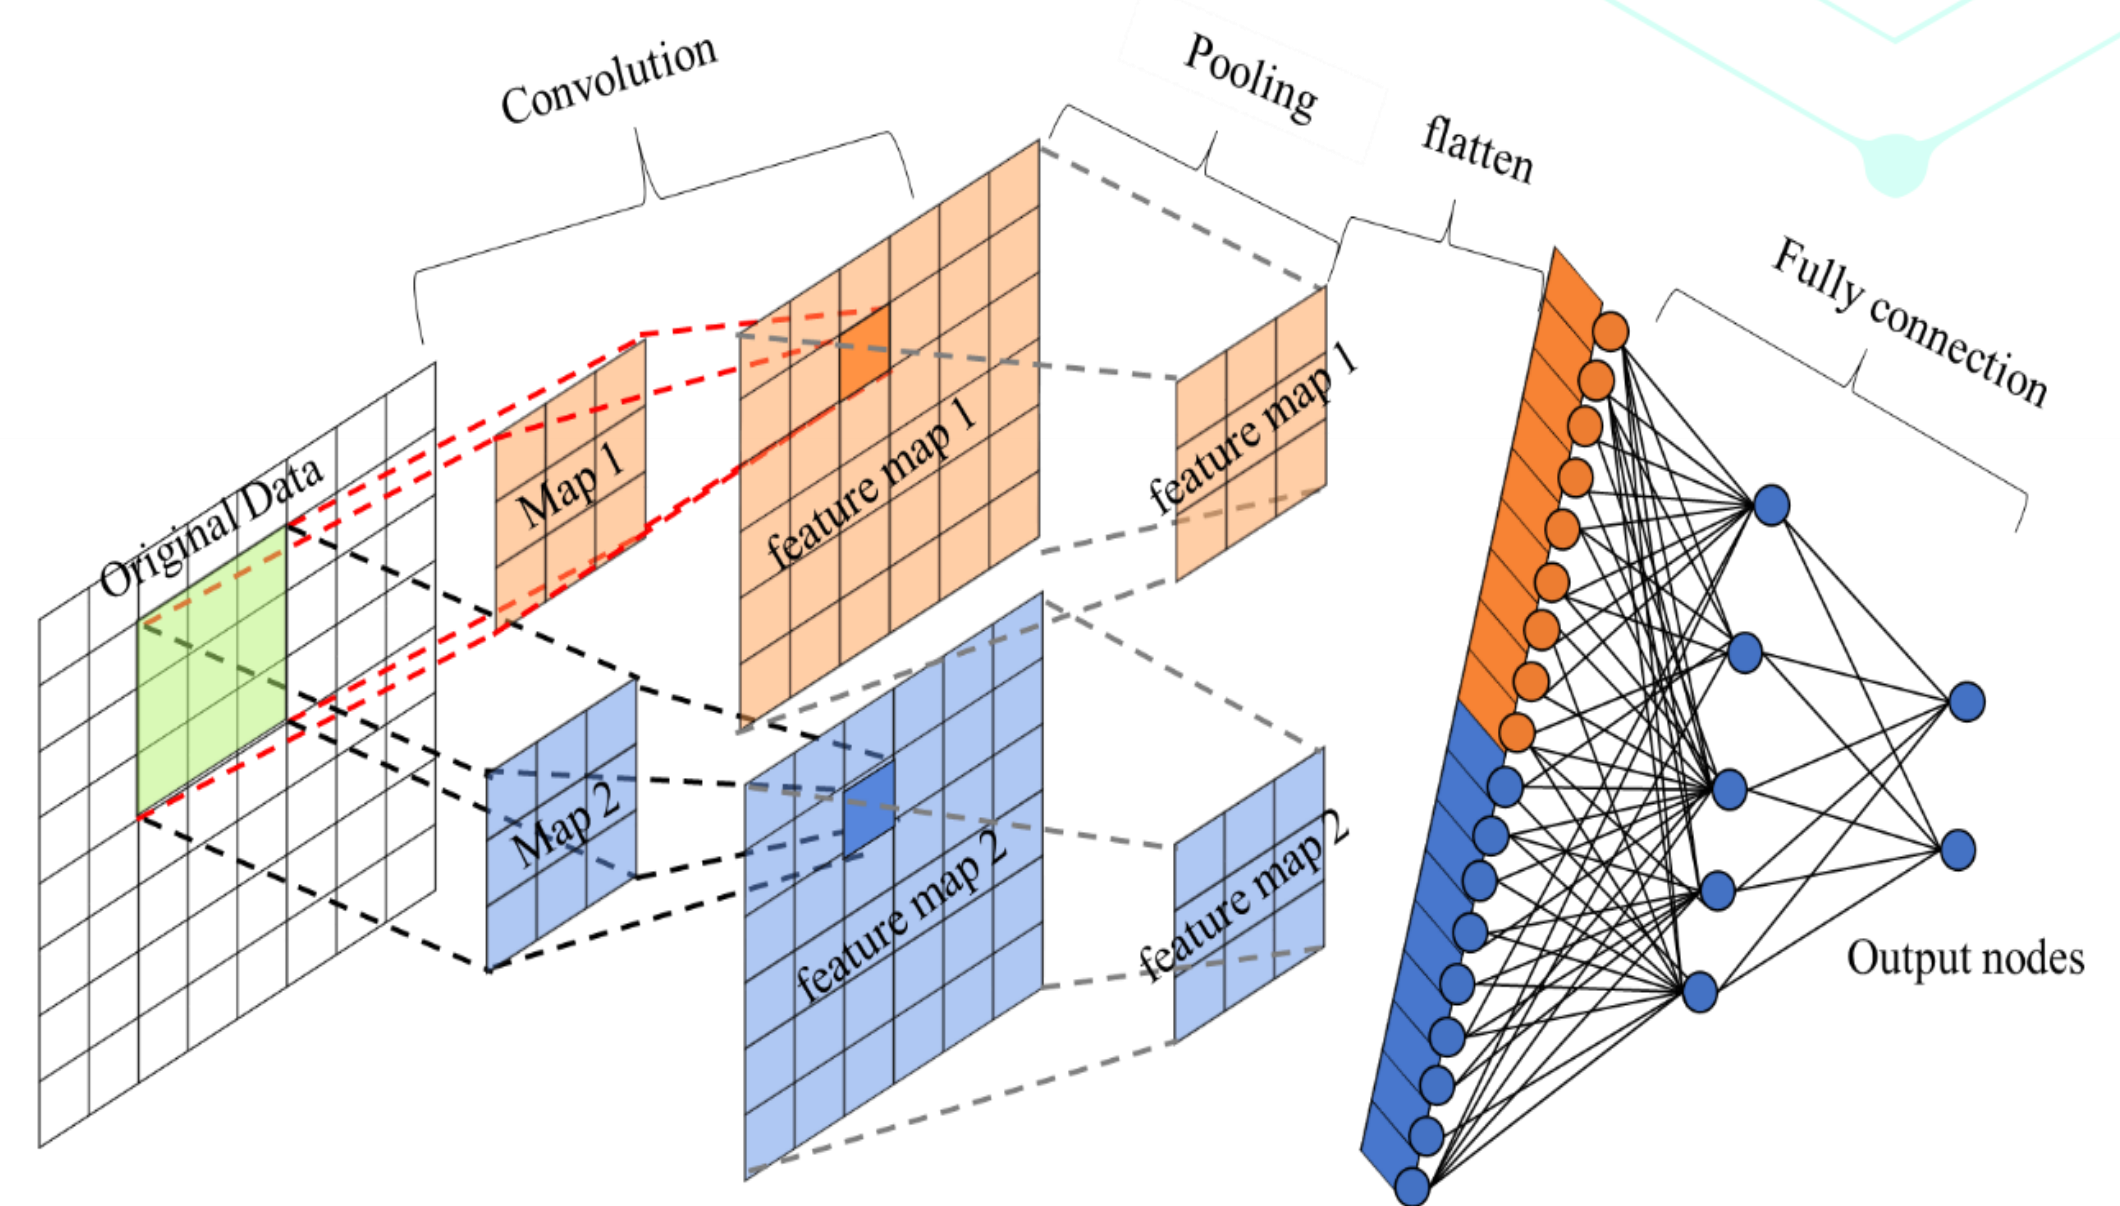 Convolution
Pooling
flatten
Fully connection
Original Data
Map 1
feature map 1
feature map 1
Map 2
feature map 2
feature map 2
Output nodes